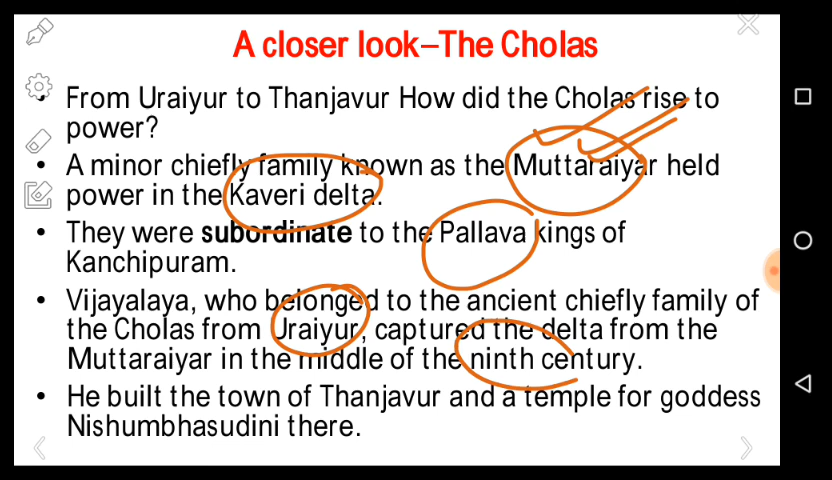 A closer look–The Cholas
• From Uraiyur to Thanjavur How did the Cholas rise to
power?
• A minor chiefly family known as the Muttaraiyar held
power in the Kaveri delta.
• They were subordinate to the Pallava kings of
Kanchipuram.
• Vijayalaya, who belonged to the ancient chiefly family of
the Cholas from Uraiyur, captured the delta from the
Muttaraiyar in the middle of the ninth century.
• He built the town of Thanjavur and a temple for goddess
Nishumbhasudini there.